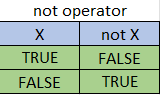 not operator
X not X
TRUE FALSE
FALSE TRUE